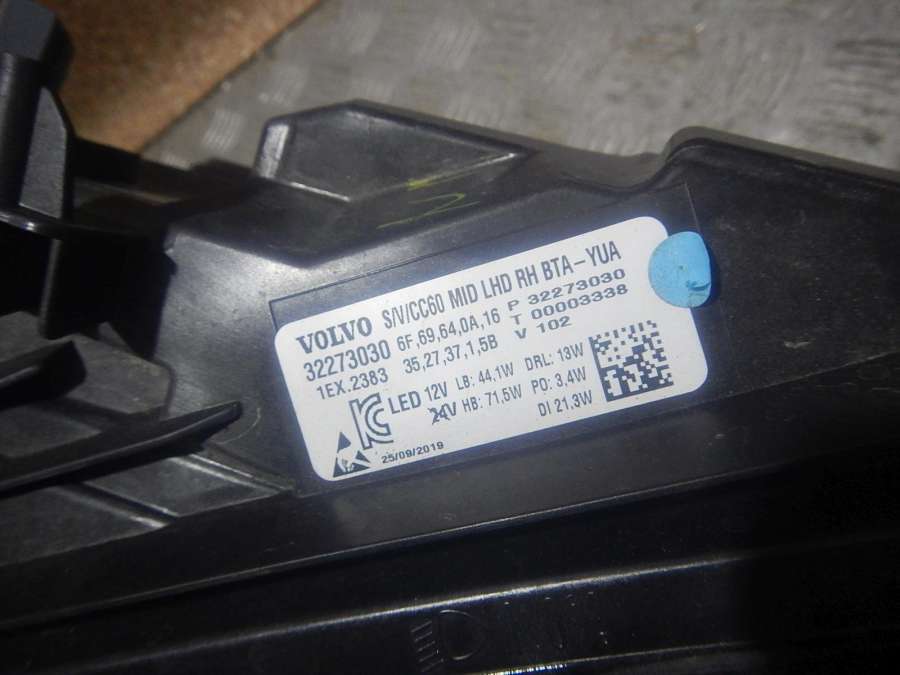 VOLVO S/V/CC60 MID LHD RH BTA-YUA
32273030 6F,69,64,0A,16 P 32273030
1EX.2383 35,27,37,1,5B T 00003338
V 102
LED 12V LB: 44.1W DRL: 13W
24V HB: 71.5W PO: 3,4W
DI 21,3W
25/09/2019